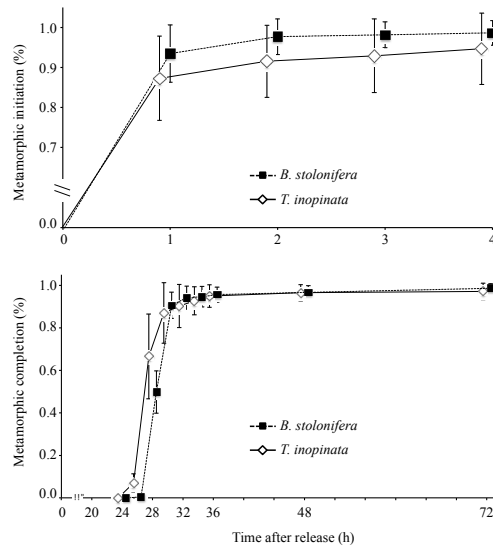 Metamorphic initiation (%)
1.0
0.9
0.8
0.7
0.0
B. stolonifera
T. inopinata
0
1
2
3
4
Metamorphic completion (%)
1.0
0.8
0.6
0.4
0.2
0.0
B. stolonifera
T. inopinata
0 20 24 28 32 36 48 72
Time after release (h)